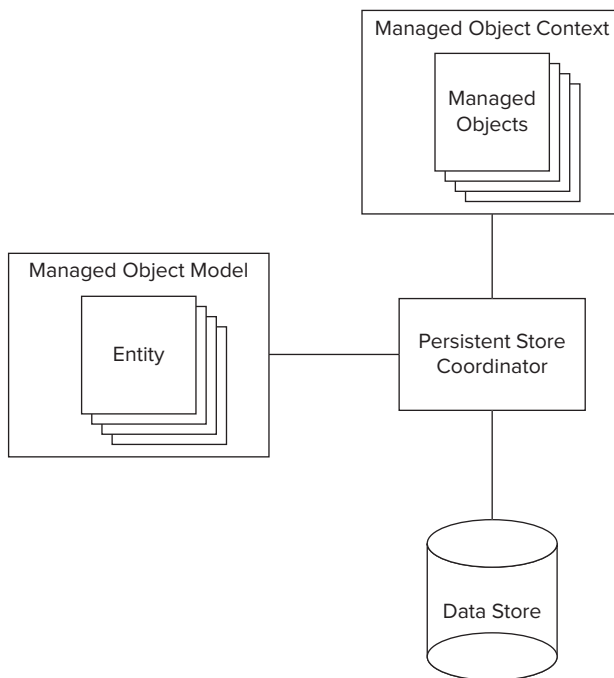 Managed Object Context
Managed
Objects
Managed Object Model
Entity
Persistent Store
Coordinator
Data Store